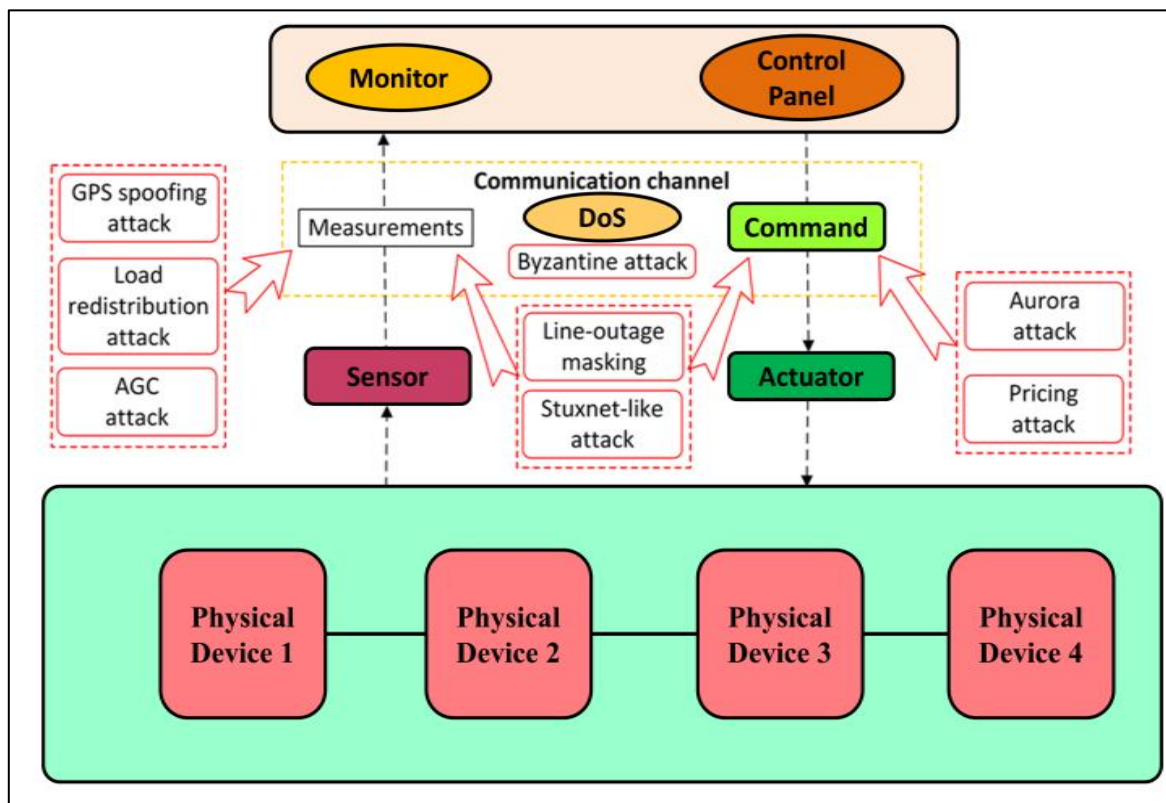 Monitor
Control
Panel
Communication channel
GPS spoofing
attack
Measurements
DoS
Command
Byzantine attack
Load
redistribution
attack
Line-outage
masking
Aurora
attack
Sensor
Actuator
AGC
attack
Stuxnet-like
attack
Pricing
attack
Physical
Device 1
Physical
Device 2
Physical
Device 3
Physical
Device 4